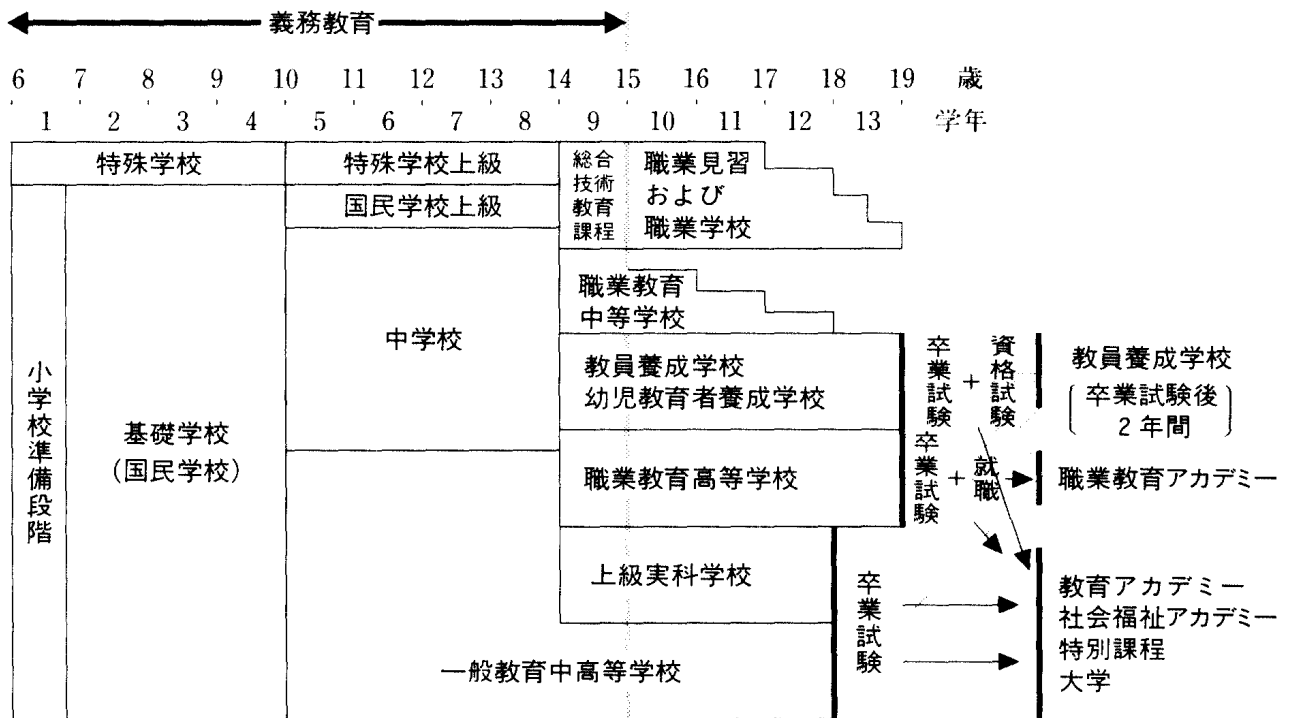 義務教育
6 7 8 9 10 11 12 13 14 15 16 17 18 19 歳
1 2 3 4 5 6 7 8 9 10 11 12 13 学年
特殊学校
特殊学校上級
総合
技術
教育
課程
職業見習
および
職業学校
国民学校上級
小学校準備段階
基礎学校
(国民学校)
中学校
職業教育
中等学校
教員養成学校
幼児教育者養成学校
卒業試験
+
資格試験
教員養成学校
卒業試験後
2年間
職業教育高等学校
卒業試験
+
就職
職業教育アカデミー
上級実科学校
一般教育中高等学校
卒業試験
教育アカデミー
社会福祉アカデミー
特別課程
大学